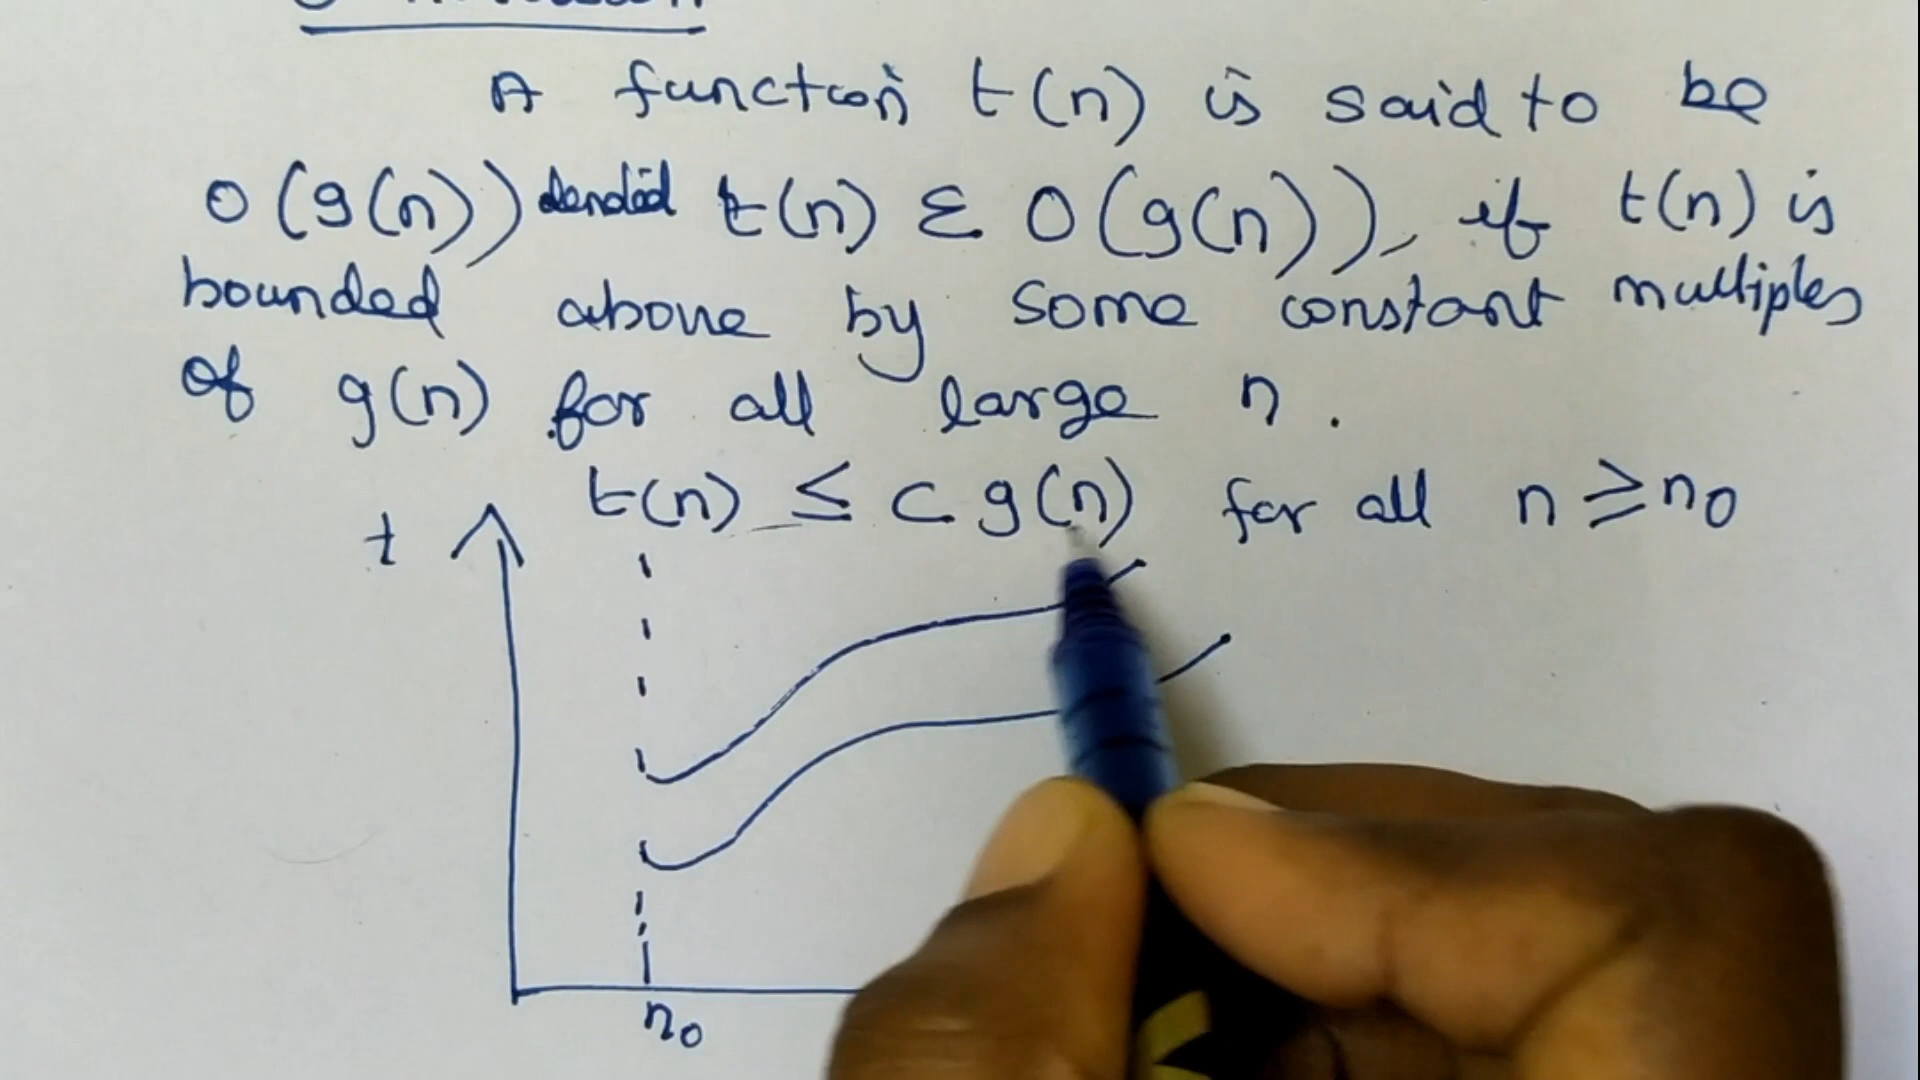 A function t(n) is said to be
O(g(n)) denoted t(n) Ɛ O(g(n)), if t(n) is
bounded above by some constant multiples
of g(n) for all large n.
t(n) ≤ c g(n) for all n ≥ n0
t
n0